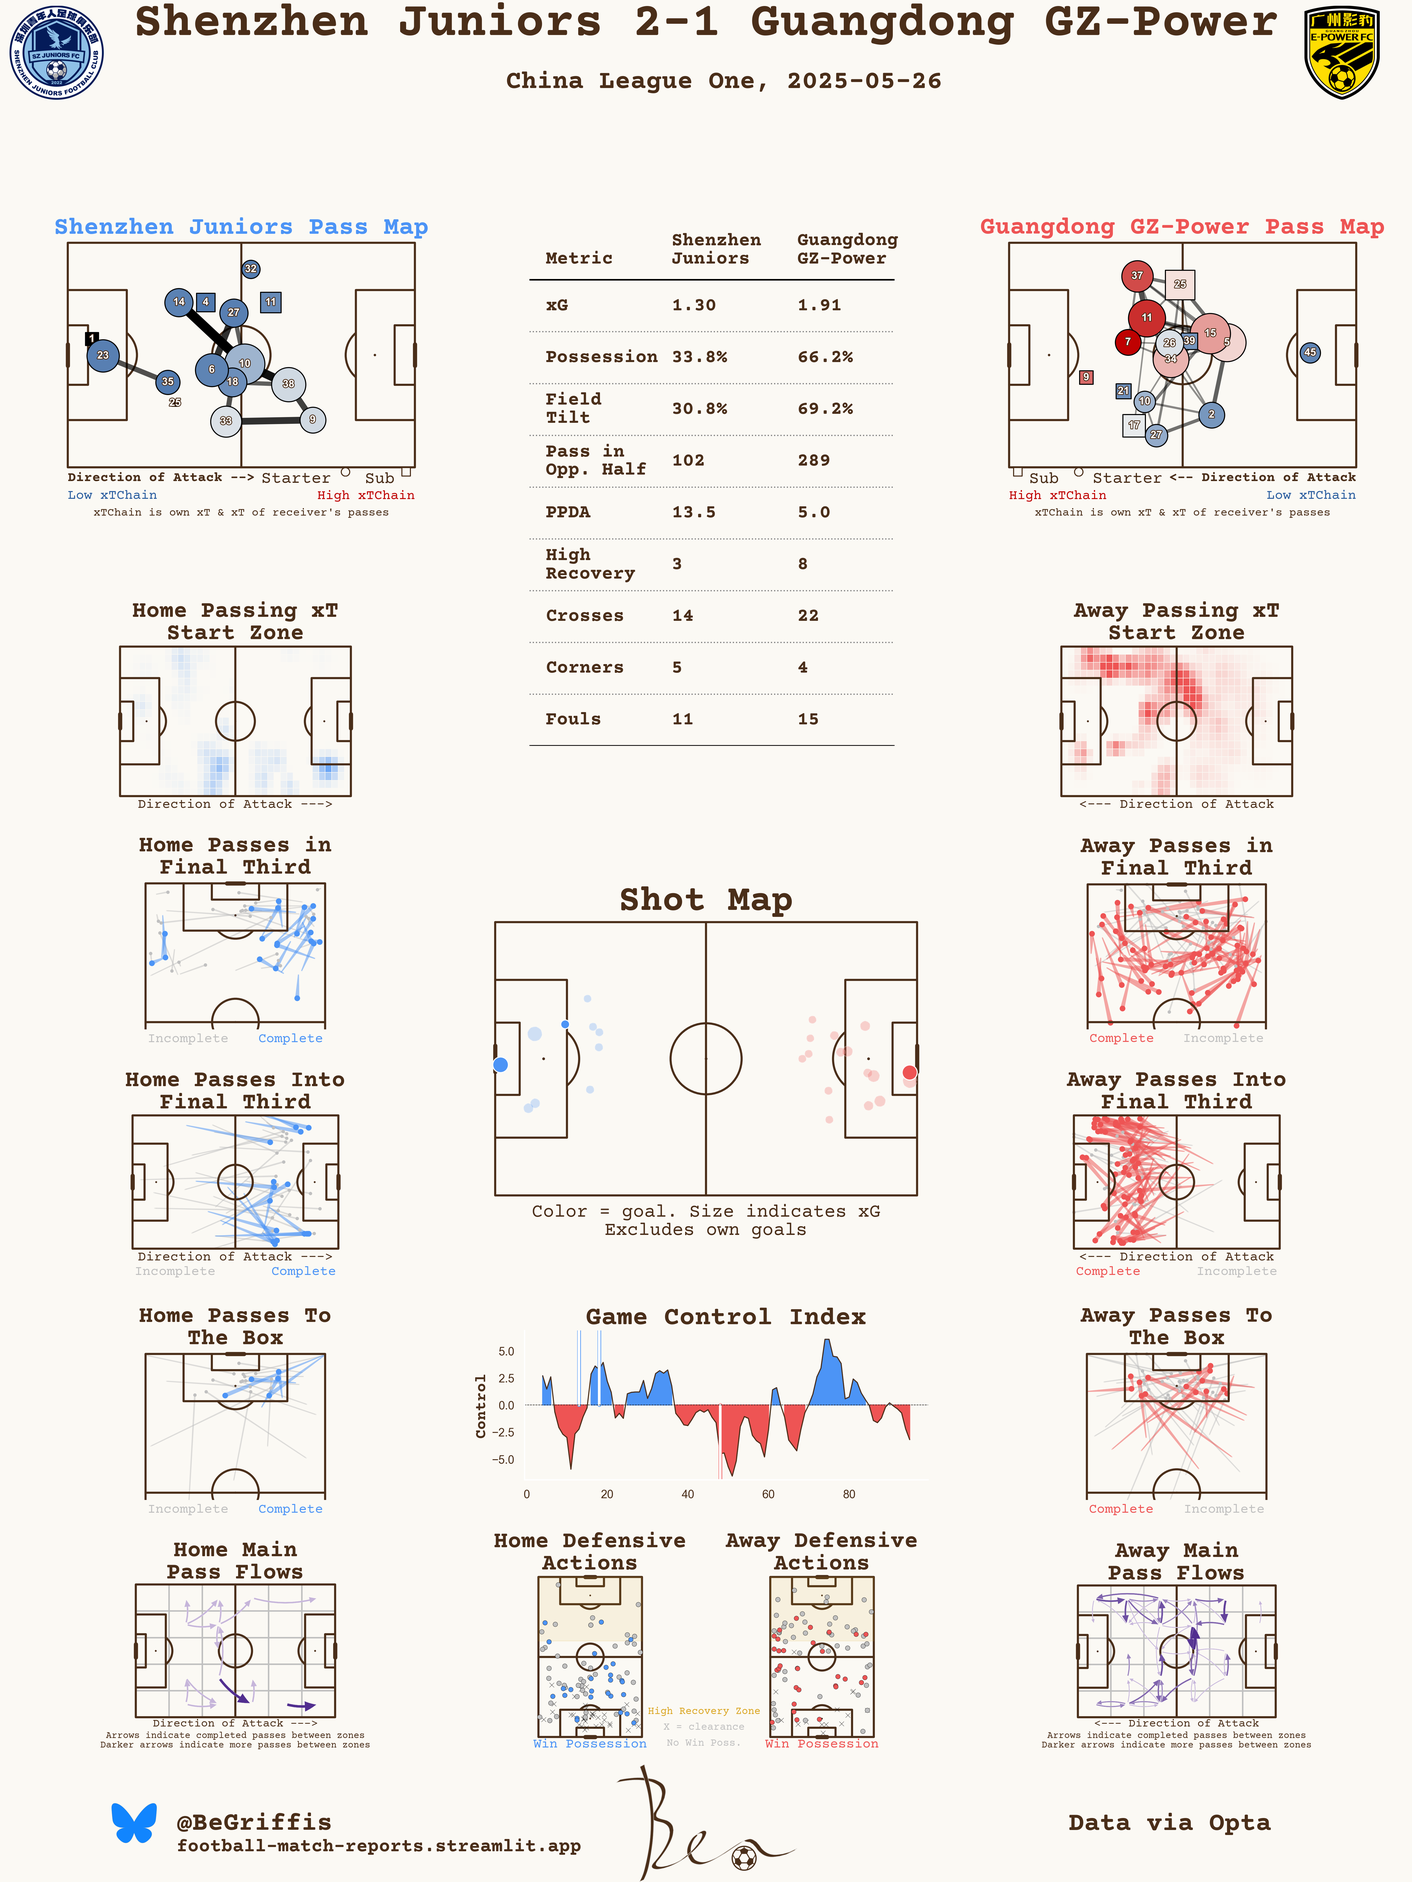 Shenzhen Juniors 2-1 Guangdong GZ-Power
China League One, 2025-05-26
SZ JUNIORS FC
SHENZHEN JUNIORS FOOTBALL CLUB
2022
广州影豹
GUANGZHOU
E-POWER FC
Shenzhen Juniors Pass Map
32
14
4
11
27
1
23
6
10
35
18
38
25
33
9
Direction of Attack --> Starter Sub
Low xTChain High xTChain
xTChain is own xT & xT of receiver's passes
Metric Shenzhen Juniors Guangdong GZ-Power
xG 1.30 1.91
Possession 33.8% 66.2%
Field Tilt 30.8% 69.2%
Pass in Opp. Half 102 289
PPDA 13.5 5.0
High Recovery 3 8
Crosses 14 22
Corners 5 4
Fouls 11 15
Guangdong GZ-Power Pass Map
37
25
11
15
7
26
39
5
34
45
9
21
10
2
17
27
Sub Starter <-- Direction of Attack
High xTChain Low xTChain
xTChain is own xT & xT of receiver's passes
Home Passing xT
Start Zone
Direction of Attack --->
Away Passing xT
Start Zone
<--- Direction of Attack
Home Passes in
Final Third
Incomplete Complete
Away Passes in
Final Third
Complete Incomplete
Shot Map
Color = goal. Size indicates xG
Excludes own goals
Home Passes Into
Final Third
Direction of Attack --->
Incomplete Complete
Away Passes Into
Final Third
<--- Direction of Attack
Complete Incomplete
Home Passes To
The Box
Incomplete Complete
Game Control Index
Control
5.0
2.5
0.0
−2.5
−5.0
0 20 40 60 80
Away Passes To
The Box
Complete Incomplete
Home Main
Pass Flows
Direction of Attack --->
Arrows indicate completed passes between zones
Darker arrows indicate more passes between zones
Home Defensive
Actions
Win Possession
High Recovery Zone
X = clearance
No Win Poss.
Away Defensive
Actions
Win Possession
Away Main
Pass Flows
<--- Direction of Attack
Arrows indicate completed passes between zones
Darker arrows indicate more passes between zones
@BeGriffis
football-match-reports.streamlit.app
Ben
Data via Opta